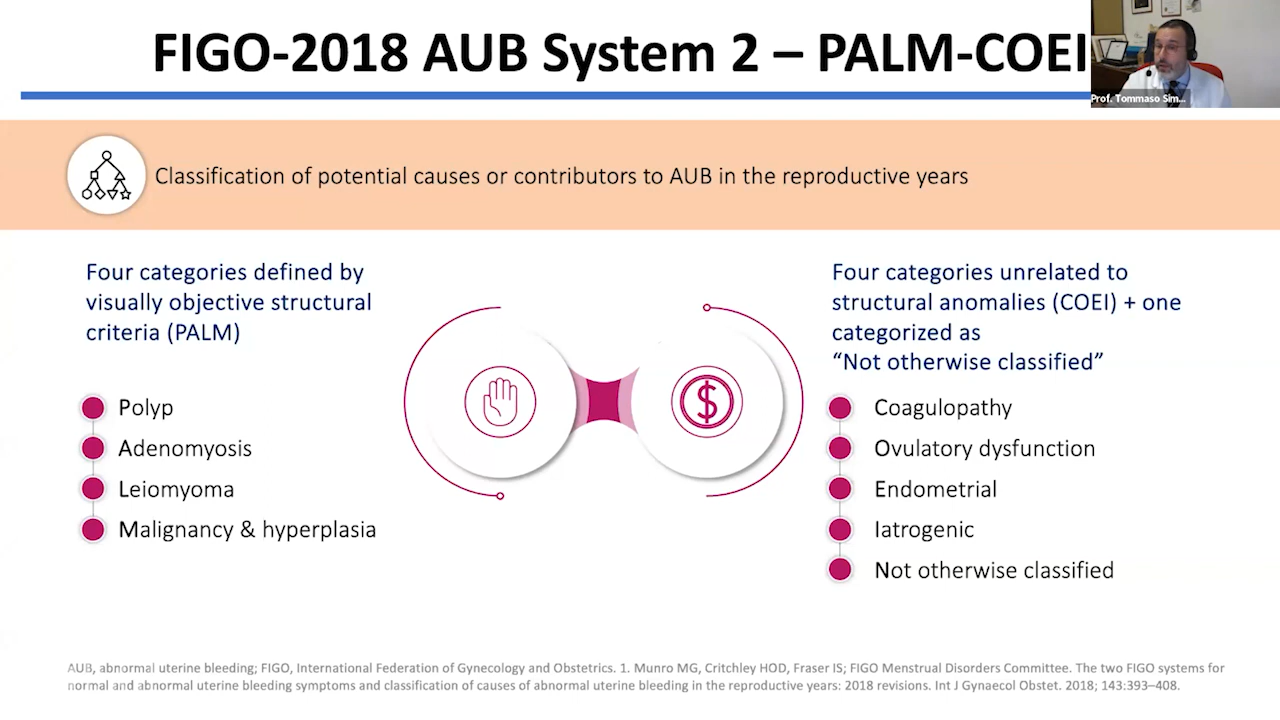 FIGO-2018 AUB System 2 – PALM-COEI
Prof. Tommaso Sim...
Classification of potential causes or contributors to AUB in the reproductive years
Four categories defined by
visually objective structural
criteria (PALM)
Polyp
Adenomyosis
Leiomyoma
Malignancy & hyperplasia
$
Four categories unrelated to
structural anomalies (COEI) + one
categorized as
“Not otherwise classified”
Coagulopathy
Ovulatory dysfunction
Endometrial
Iatrogenic
Not otherwise classified
AUB, abnormal uterine bleeding; FIGO, International Federation of Gynecology and Obstetrics. 1. Munro MG, Critchley HOD, Fraser IS; FIGO Menstrual Disorders Committee. The two FIGO systems for
normal and abnormal uterine bleeding symptoms and classification of causes of abnormal uterine bleeding in the reproductive years: 2018 revisions. Int J Gynaecol Obstet. 2018; 143:393–408.